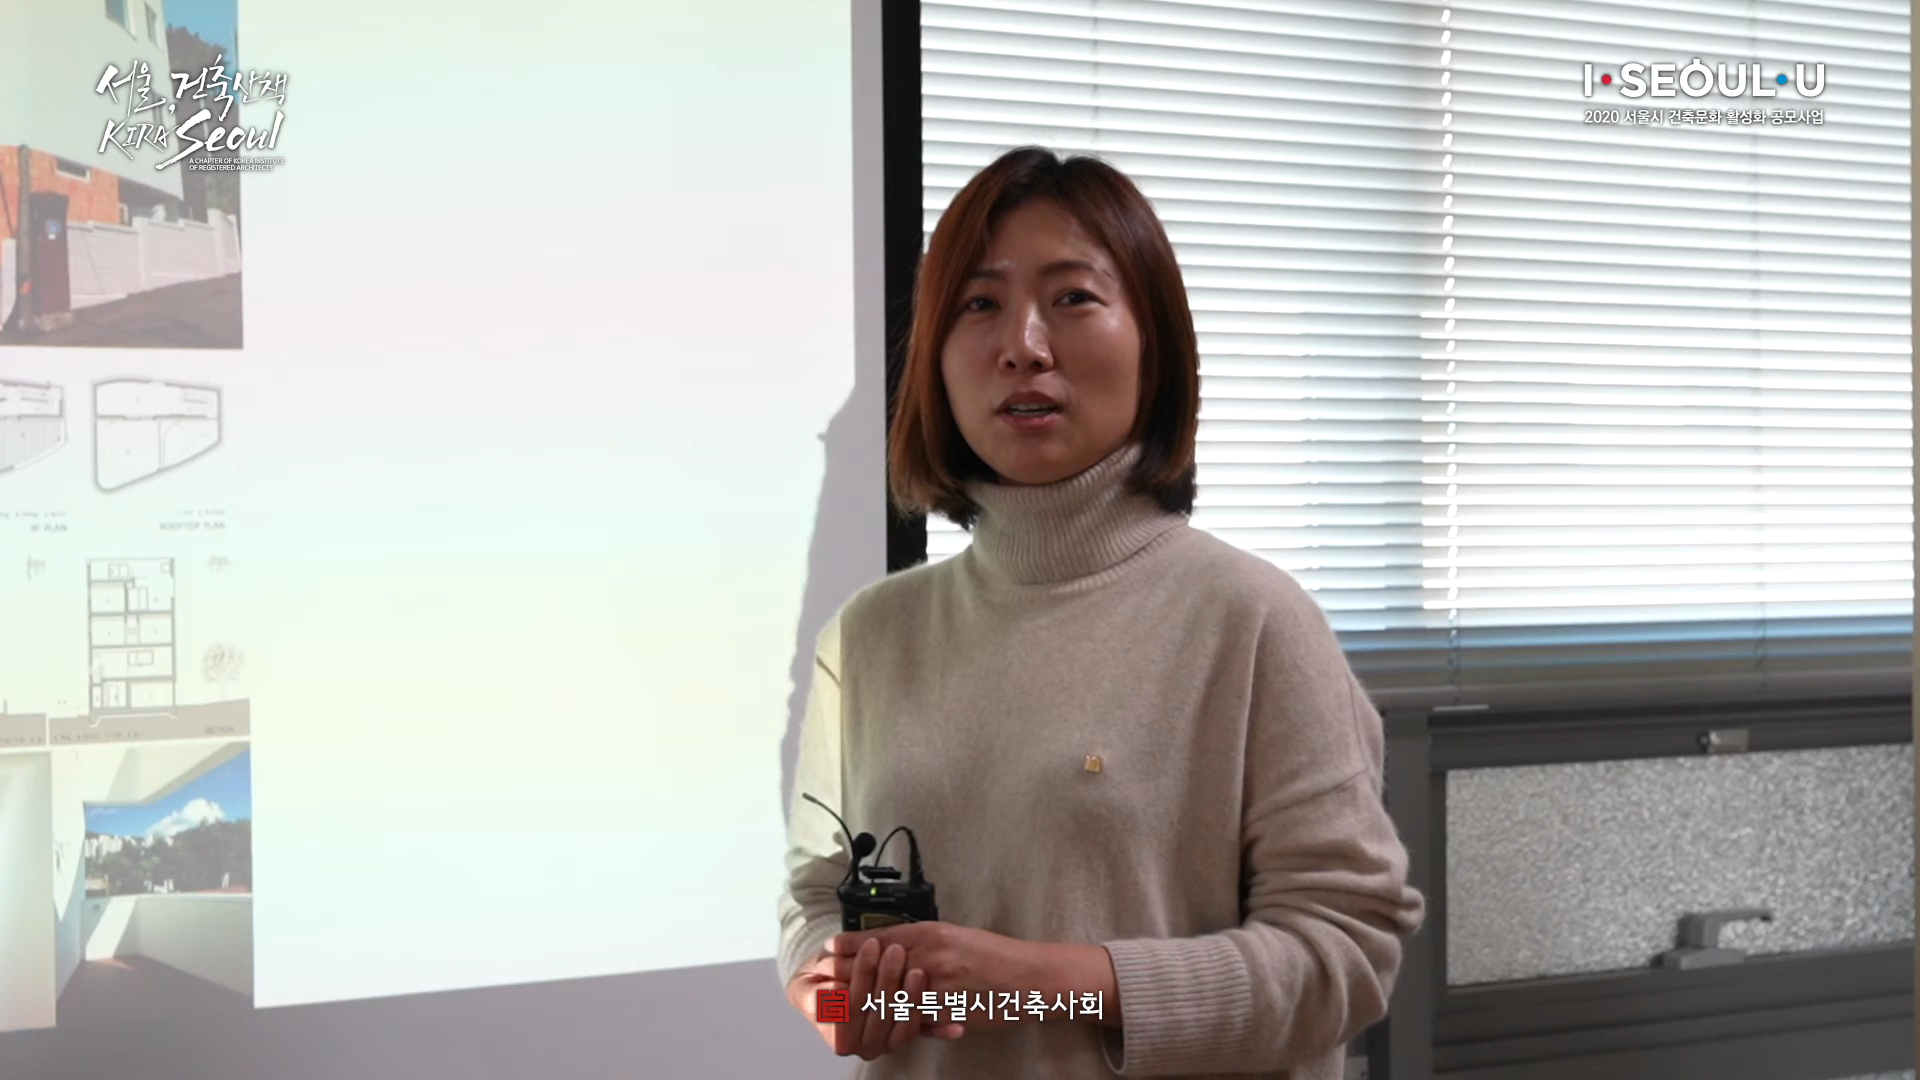 서울, 건축산책
KIRA Seoul
A CHAPTER OF KOREA INSTITUTE
OF REGISTERED ARCHITECTS
I·SEOUL·U
2020 서울시 건축문화 활성화 공모사업
4F PLAN
ROOFTOP PLAN
SECTION
서울특별시건축사회